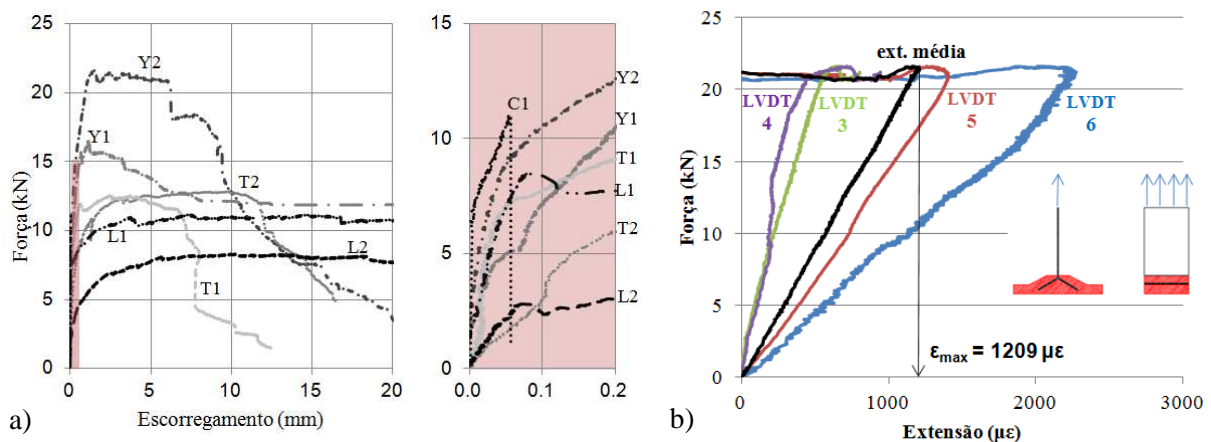 25
20
15
10
5
0
Força (kN)
0
5
10
15
20
Escorregamento (mm)
Y2
Y1
T2
L1
L2
T1
a)
15
10
5
0
0.0
0.1
0.2
C1
Y2
Y1
T1
L1
T2
L2
25
20
15
10
5
0
Força (kN)
0
1000
2000
3000
Extensão (µε)
ext. média
LVDT
4
LVDT
3
LVDT
5
LVDT
6
εmax = 1209 µε
b)